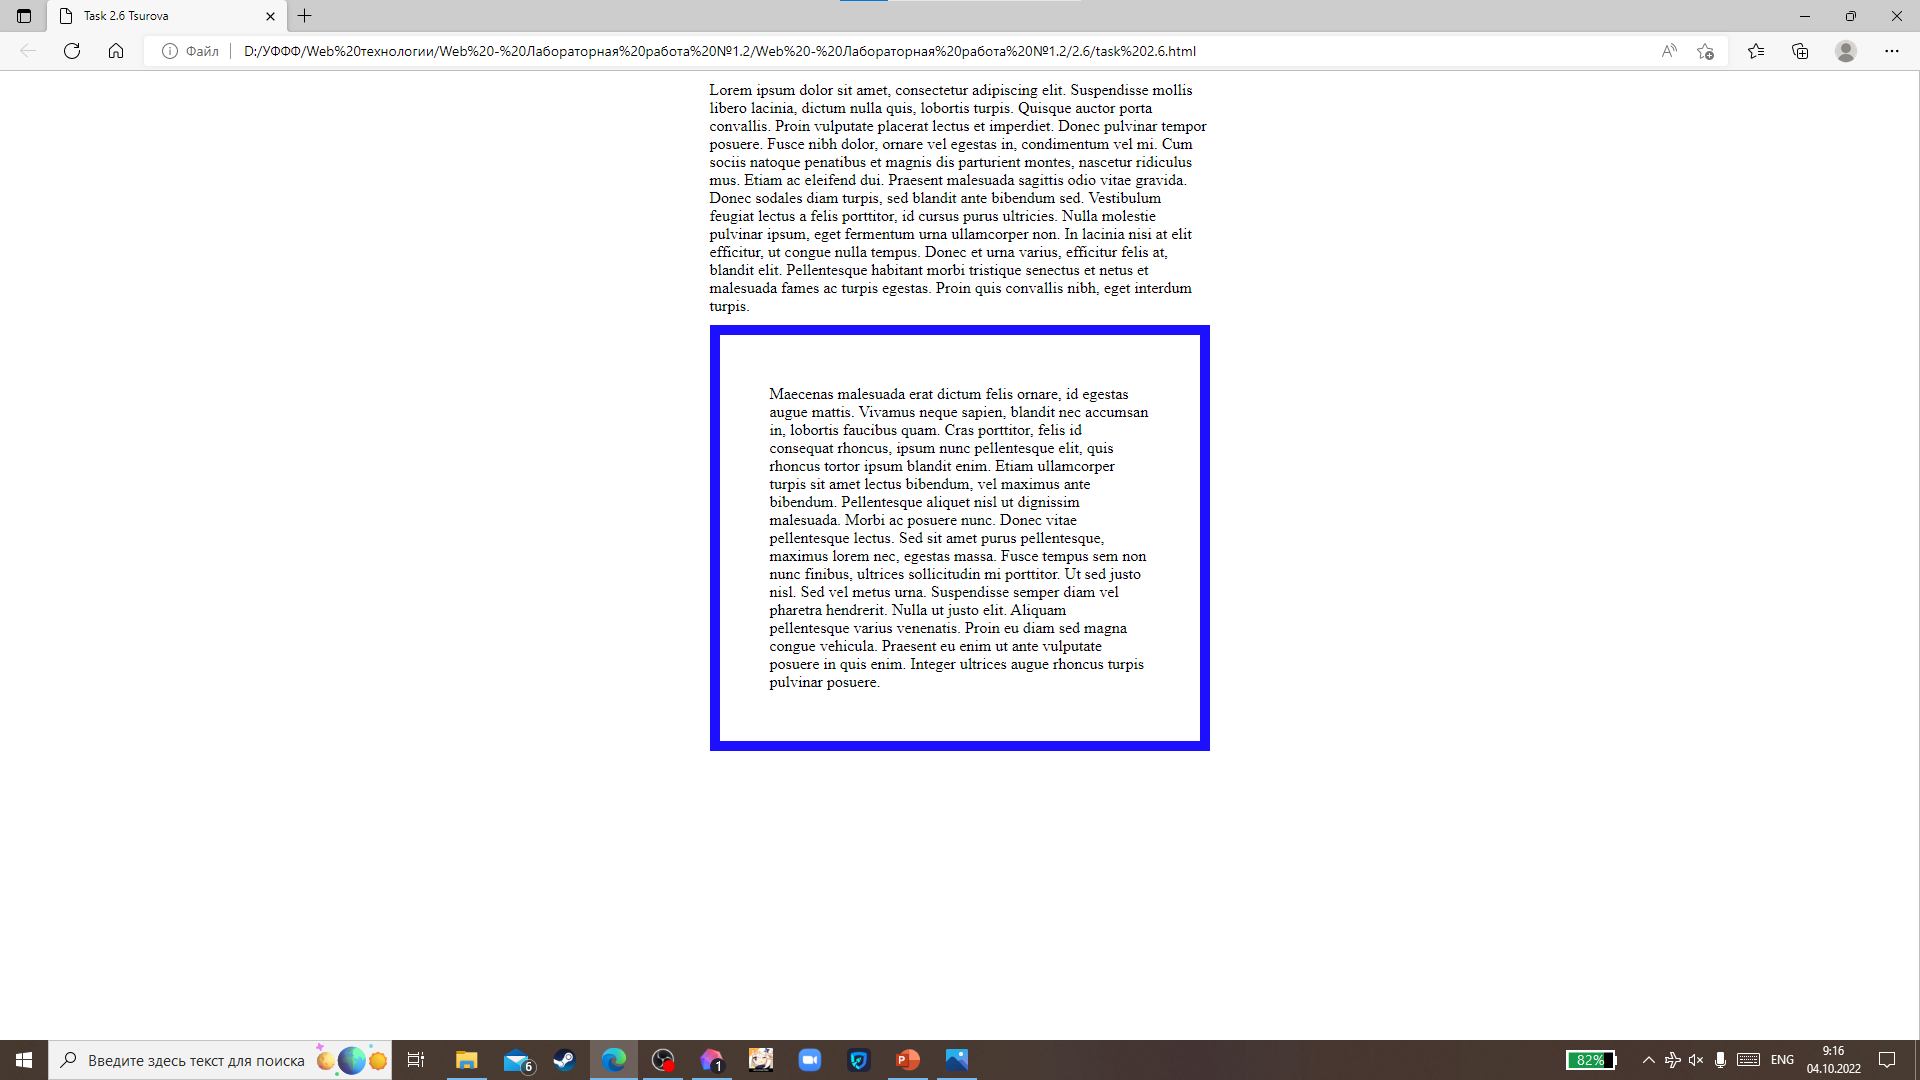 Task 2.6 Tsurova
Файл
D:/УФФФ/Web%20технологии/Web%20-%20Лабораторная%20работа%20№1.2/Web%20-%20Лабораторная%20работа%20№1.2/2.6/task%202.6.html
Lorem ipsum dolor sit amet, consectetur adipiscing elit. Suspendisse mollis
libero lacinia, dictum nulla quis, lobortis turpis. Quisque auctor porta
convallis. Proin vulputate placerat lectus et imperdiet. Donec pulvinar tempor
posuere. Fusce nibh dolor, ornare vel egestas in, condimentum vel mi. Cum
sociis natoque penatibus et magnis dis parturient montes, nascetur ridiculus
mus. Etiam ac eleifend dui. Praesent malesuada sagittis odio vitae gravida.
Donec sodales diam turpis, sed blandit ante bibendum sed. Vestibulum
feugiat lectus a felis porttitor, id cursus purus ultricies. Nulla molestie
pulvinar ipsum, eget fermentum urna ullamcorper non. In lacinia nisi at elit
efficitur, ut congue nulla tempus. Donec et urna varius, efficitur felis at,
blandit elit. Pellentesque habitant morbi tristique senectus et netus et
malesuada fames ac turpis egestas. Proin quis convallis nibh, eget interdum
turpis.
Maecenas malesuada erat dictum felis ornare, id egestas
augue mattis. Vivamus neque sapien, blandit nec accumsan
in, lobortis faucibus quam. Cras porttitor, felis id
consequat rhoncus, ipsum nunc pellentesque elit, quis
rhoncus tortor ipsum blandit enim. Etiam ullamcorper
turpis sit amet lectus bibendum, vel maximus ante
bibendum. Pellentesque aliquet nisl ut dignissim
malesuada. Morbi ac posuere nunc. Donec vitae
pellentesque lectus. Sed sit amet purus pellentesque,
maximus lorem nec, egestas massa. Fusce tempus sem non
nunc finibus, ultrices sollicitudin mi porttitor. Ut sed justo
nisl. Sed vel metus urna. Suspendisse semper diam vel
pharetra hendrerit. Nulla ut justo elit. Aliquam
pellentesque varius venenatis. Proin eu diam sed magna
congue vehicula. Praesent eu enim ut ante vulputate
posuere in quis enim. Integer ultrices augue rhoncus turpis
pulvinar posuere.
Введите здесь текст для поиска
6
1
82%
ENG
9:16
04.10.2022